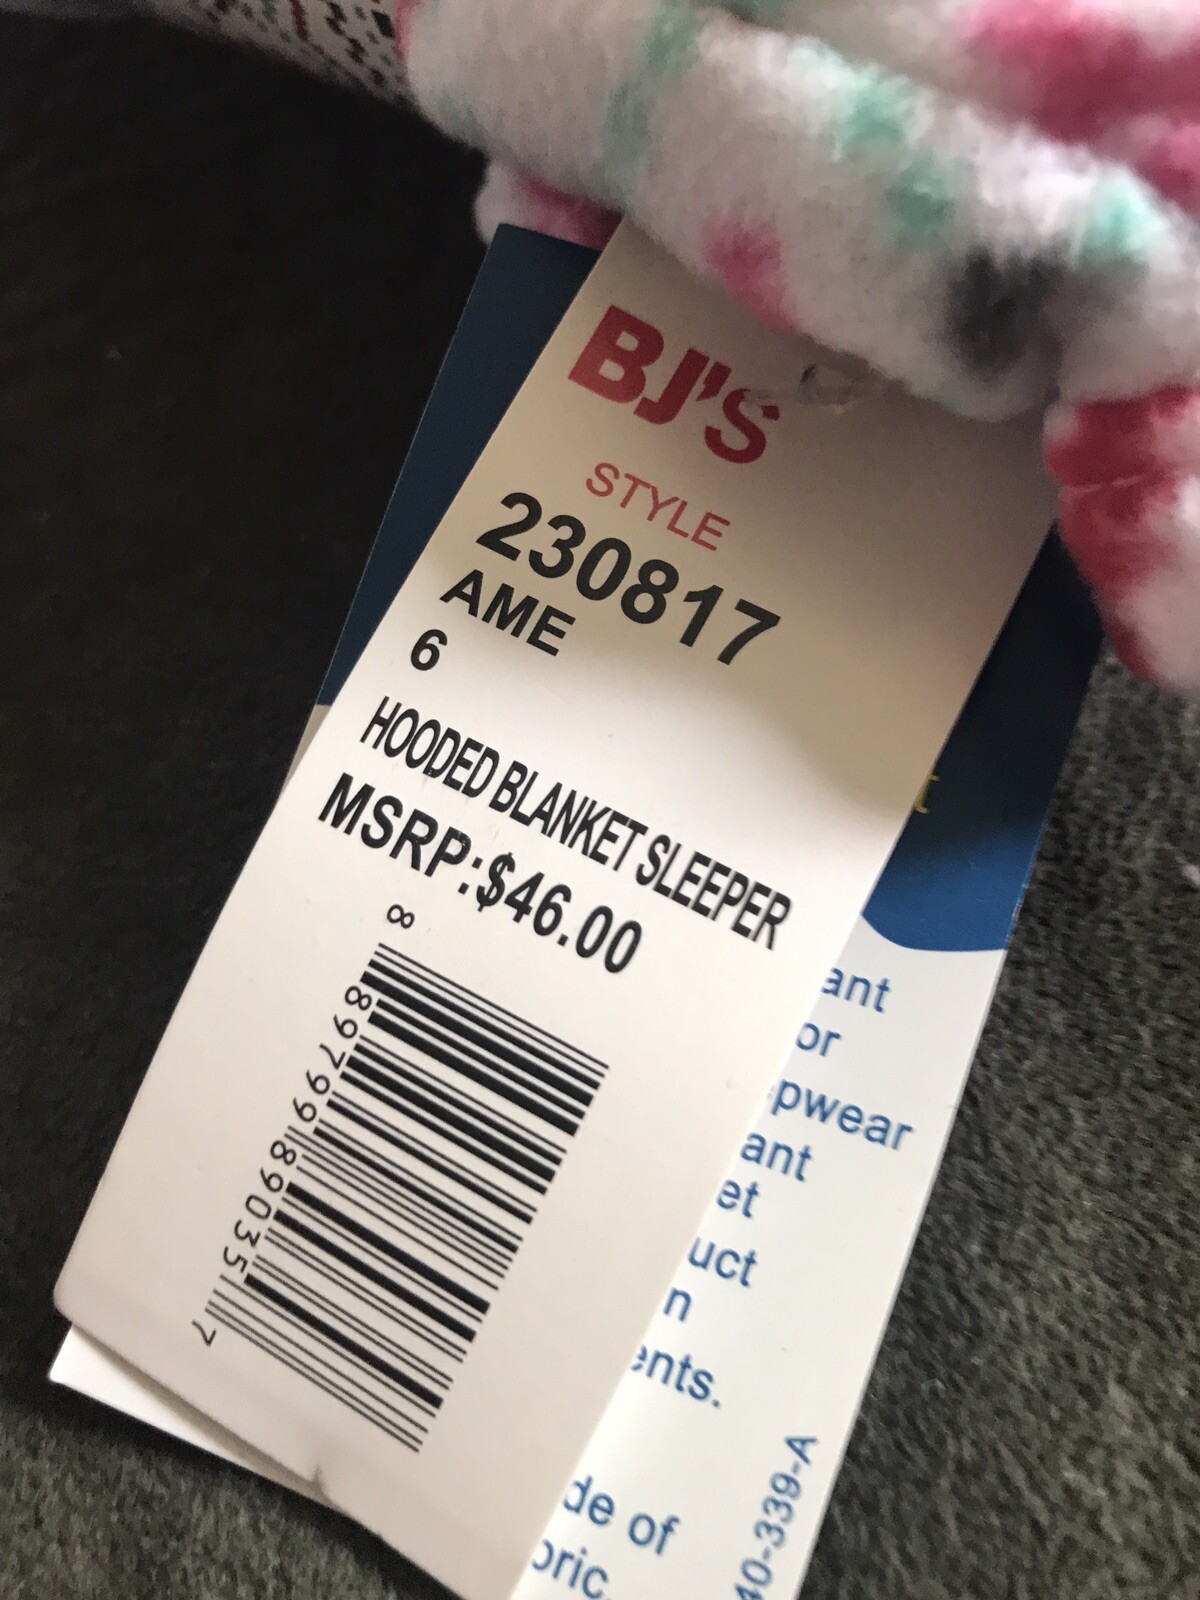 BJ'S
STYLE
230817
AME
6
HOODED BLANKET SLEEPER
MSRP:$46.00
8 89799 89035 7
t
ant
or
pwear
ant
et
uct
n
ents.
de of
oric.
40-339-A